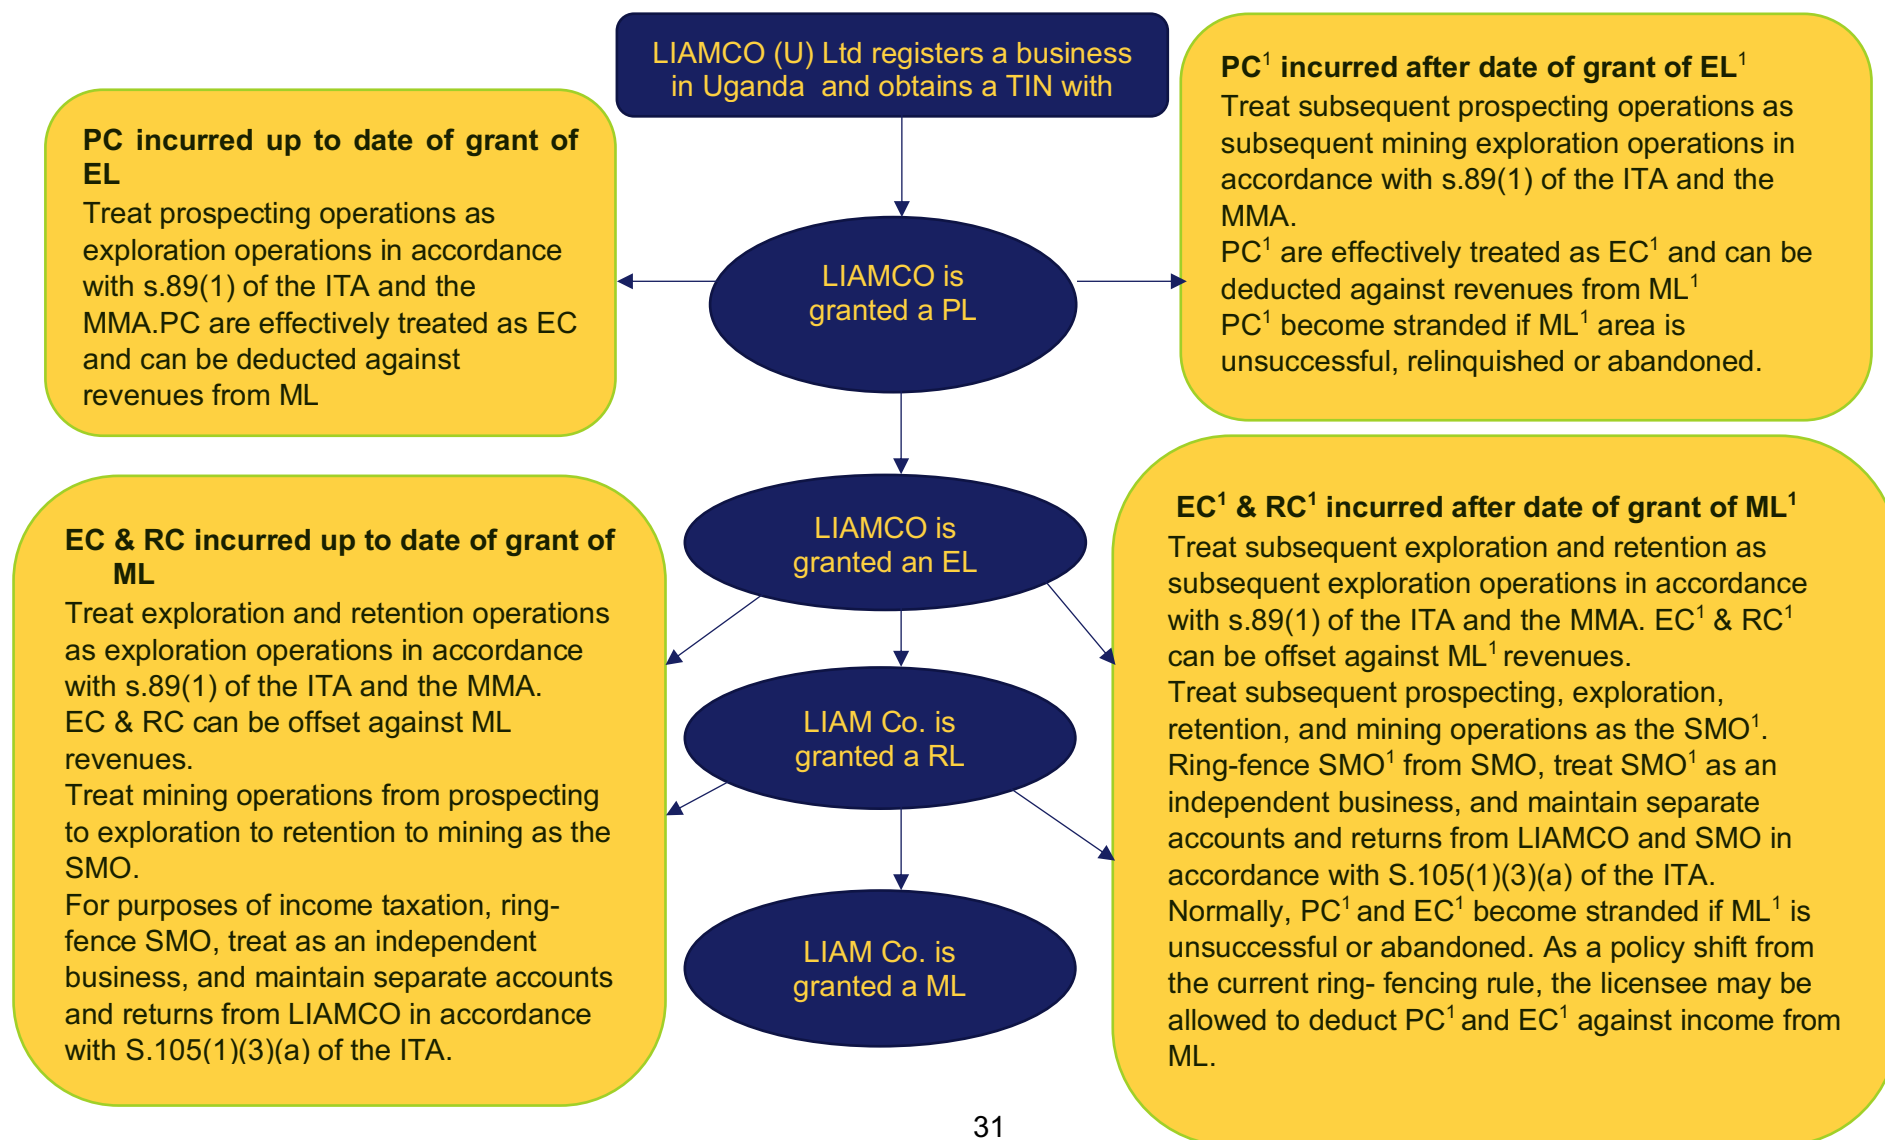 LIAMCO (U) Ltd registers a business
in Uganda and obtains a TIN with
PC incurred up to date of grant of
EL
Treat prospecting operations as
exploration operations in accordance
with s.89(1) of the ITA and the
MMA.PC are effectively treated as EC
and can be deducted against
revenues from ML
LIAMCO is
granted a PL
PC¹ incurred after date of grant of EL¹
Treat subsequent prospecting operations as
subsequent mining exploration operations in
accordance with s.89(1) of the ITA and the
MMA.
PC¹ are effectively treated as EC¹ and can be
deducted against revenues from ML¹
PC¹ become stranded if ML¹ area is
unsuccessful, relinquished or abandoned.
EC & RC incurred up to date of grant of
ML
Treat exploration and retention operations
as exploration operations in accordance
with s.89(1) of the ITA and the MMA.
EC & RC can be offset against ML
revenues.
Treat mining operations from prospecting
to exploration to retention to mining as the
SMO.
For purposes of income taxation, ring-
fence SMO, treat as an independent
business, and maintain separate accounts
and returns from LIAMCO in accordance
with S.105(1)(3)(a) of the ITA.
LIAMCO is
granted an EL
LIAM Co. is
granted a RL
LIAM Co. is
granted a ML
EC¹ & RC¹ incurred after date of grant of ML¹
Treat subsequent exploration and retention as
subsequent exploration operations in accordance
with s.89(1) of the ITA and the MMA. EC¹ & RC¹
can be offset against ML¹ revenues.
Treat subsequent prospecting, exploration,
retention, and mining operations as the SMO¹.
Ring-fence SMO¹ from SMO, treat SMO¹ as an
independent business, and maintain separate
accounts and returns from LIAMCO and SMO in
accordance with S.105(1)(3)(a) of the ITA.
Normally, PC¹ and EC¹ become stranded if ML¹ is
unsuccessful or abandoned. As a policy shift from
the current ring- fencing rule, the licensee may be
allowed to deduct PC¹ and EC¹ against income from
ML.
31